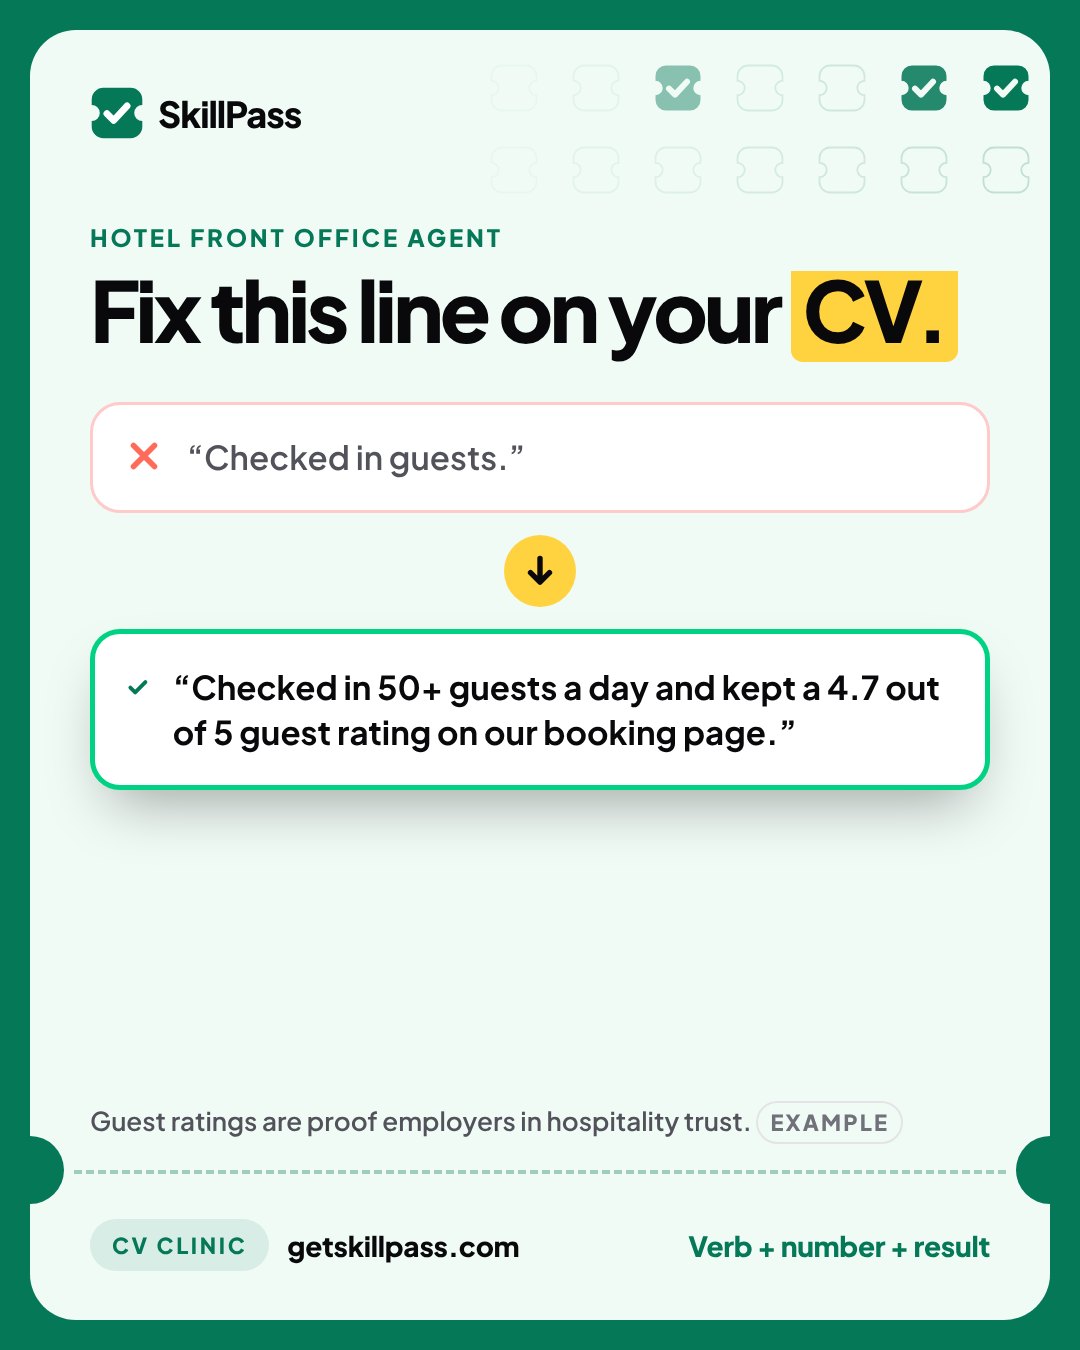 SkillPass
HOTEL FRONT OFFICE AGENT
Fix this line on your CV.
“Checked in guests.”
“Checked in 50+ guests a day and kept a 4.7 out
of 5 guest rating on our booking page.”
Guest ratings are proof employers in hospitality trust. EXAMPLE
CV CLINIC getskillpass.com Verb + number + result